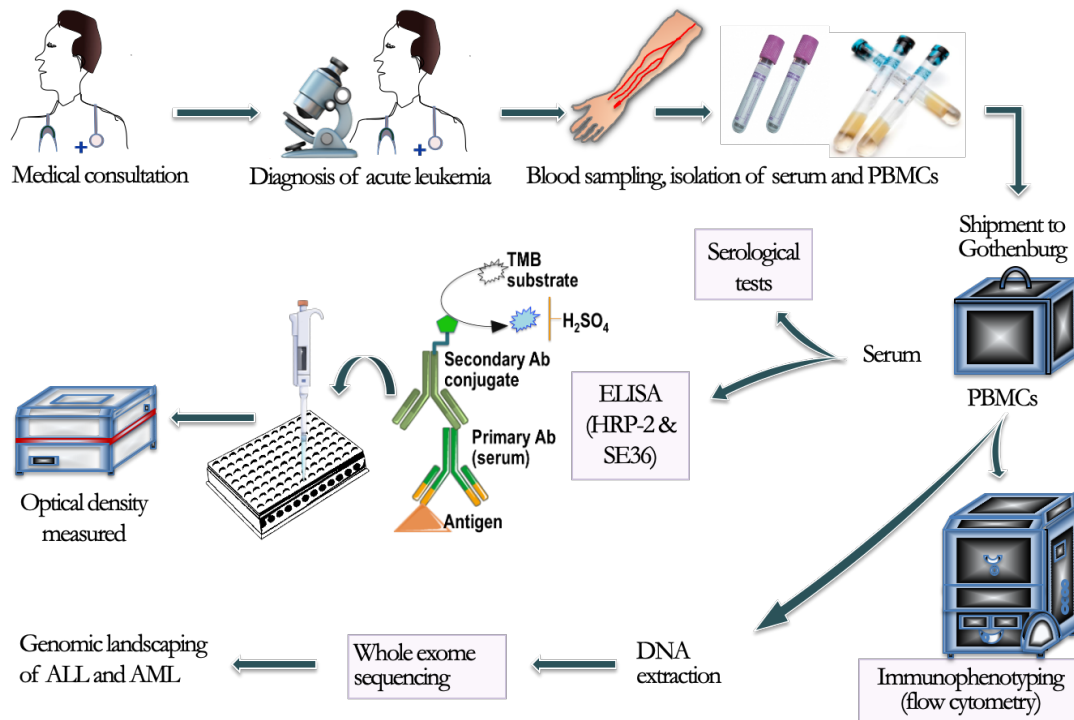 Medical consultation
Diagnosis of acute leukemia
Blood sampling, isolation of serum and PBMCs
Shipment to
Gothenburg
Serological
tests
Serum
PBMCs
TMB
substrate
H₂SO₄
Secondary Ab
conjugate
Primary Ab
(serum)
Antigen
ELISA
(HRP-2 &
SE36)
Optical density
measured
Immunophenotyping
(flow cytometry)
DNA
extraction
Whole exome
sequencing
Genomic landscaping
of ALL and AML